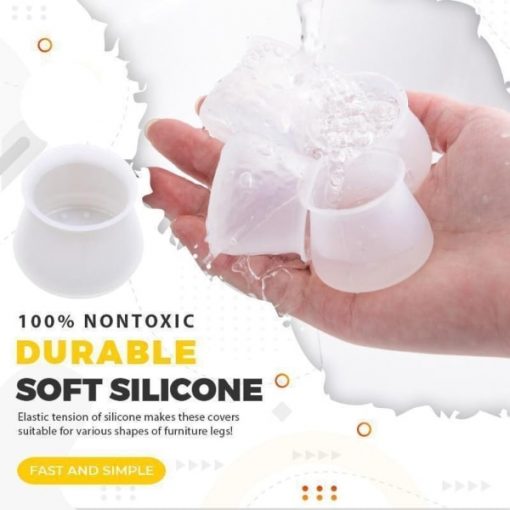 100% NONTOXIC
DURABLE
SOFT SILICONE
Elastic tension of silicone makes these covers
suitable for various shapes of furniture legs!
FAST AND SIMPLE